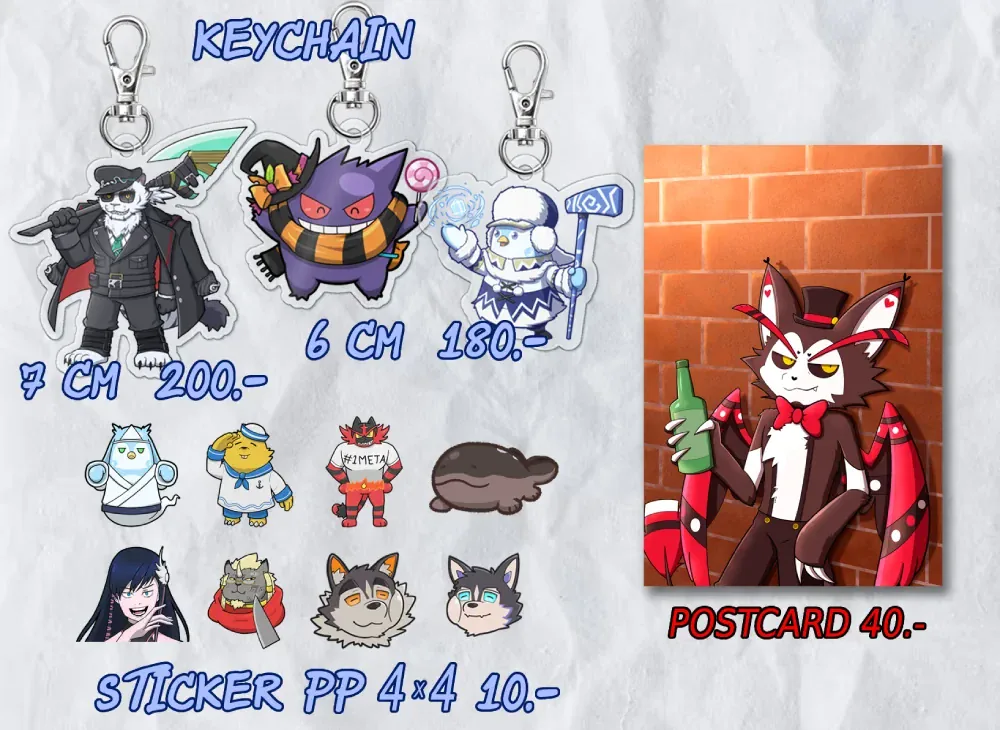 KEYCHAIN
6 CM 180.-
7 CM 200.-
#1META
STICKER PP 4×4 10.-
POSTCARD 40.-